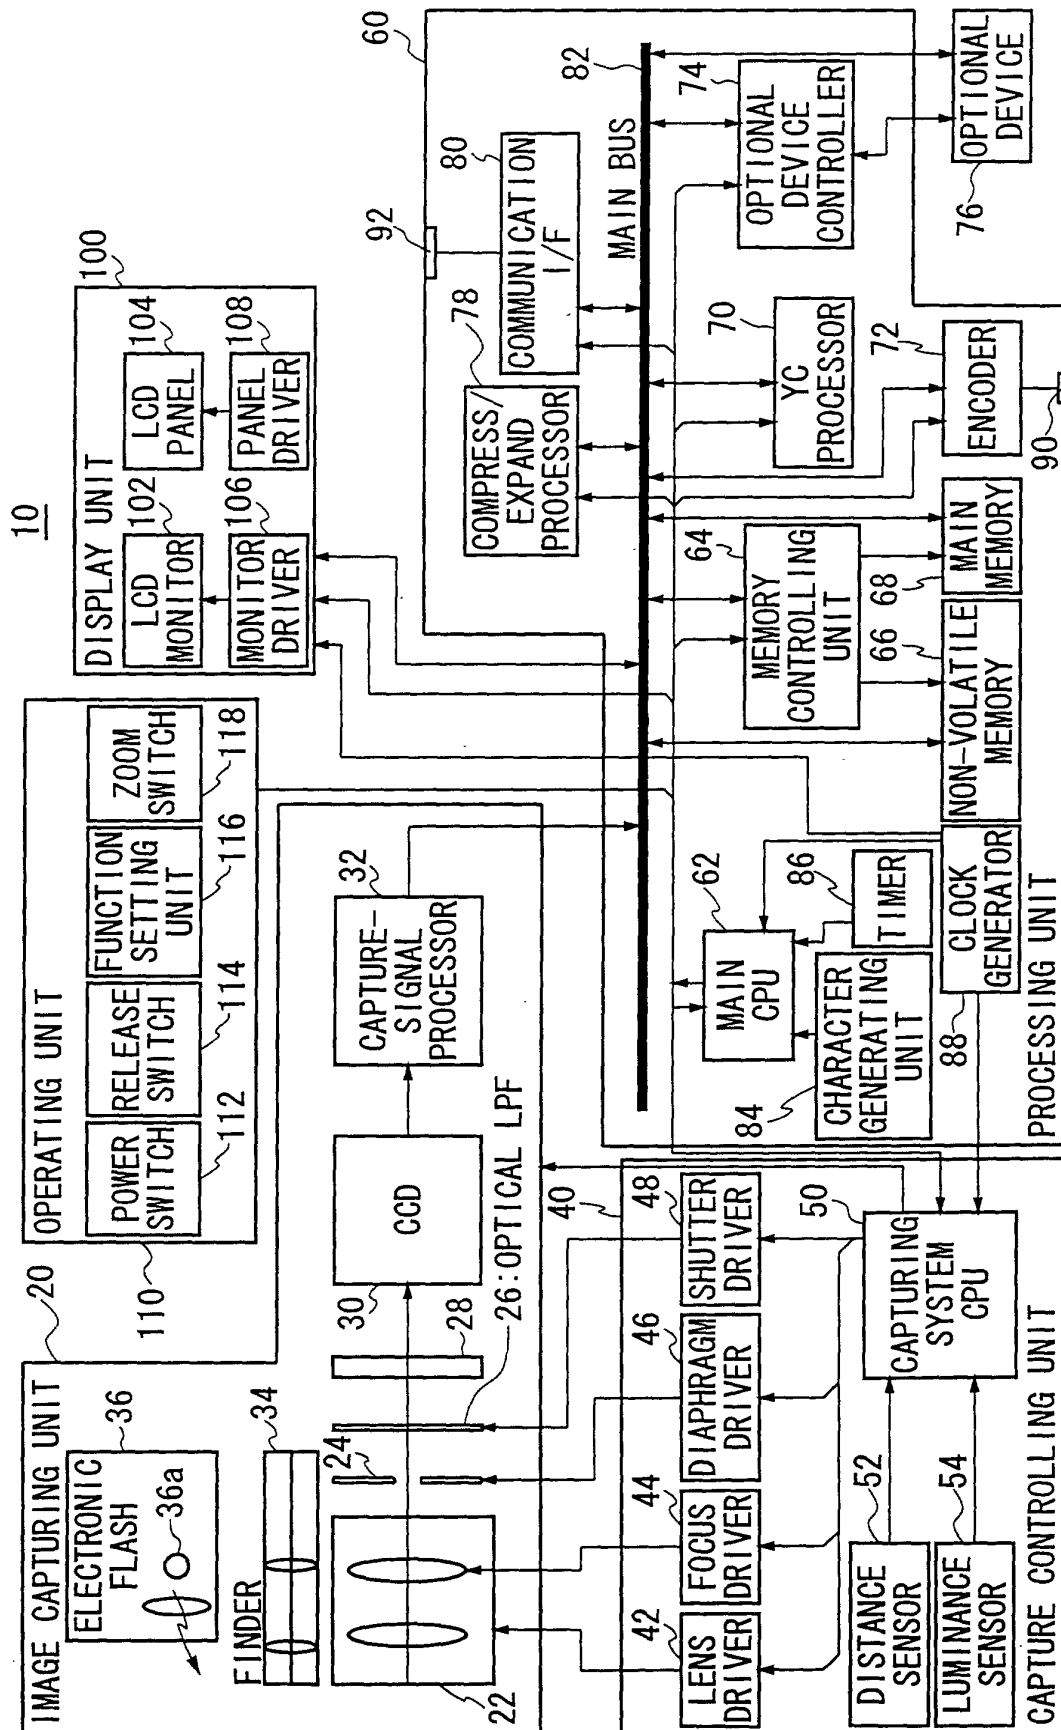 10
IMAGE CAPTURING UNIT
20
ELECTRONIC
FLASH
36
36a
FINDER
34
22
24
26:OPTICAL LPF
28
30
CCD
CAPTURE-
SIGNAL
PROCESSOR
32
OPERATING UNIT
110
POWER
SWITCH
112
RELEASE
SWITCH
114
FUNCTION
SETTING
UNIT
116
ZOOM
SWITCH
118
DISPLAY UNIT
100
LCD
MONITOR
102
LCD
PANEL
104
MONITOR
DRIVER
106
PANEL
DRIVER
108
CAPTURE CONTROLLING UNIT
40
LENS
DRIVER
42
FOCUS
DRIVER
44
DIAPHRAGM
DRIVER
46
SHUTTER
DRIVER
48
CAPTURING
SYSTEM
CPU
50
DISTANCE
SENSOR
52
LUMINANCE
SENSOR
54
PROCESSING UNIT
60
COMPRESS/
EXPAND
PROCESSOR
78
COMMUNICATION
I/F
80
92
MAIN BUS
82
MAIN
CPU
62
CHARACTER
GENERATING
UNIT
84
TIMER
86
CLOCK
GENERATOR
88
MEMORY
CONTROLLING
UNIT
64
NON-VOLATILE
MEMORY
66
MAIN
MEMORY
68
YC
PROCESSOR
70
ENCODER
72
90
OPTIONAL
DEVICE
CONTROLLER
74
OPTIONAL
DEVICE
76